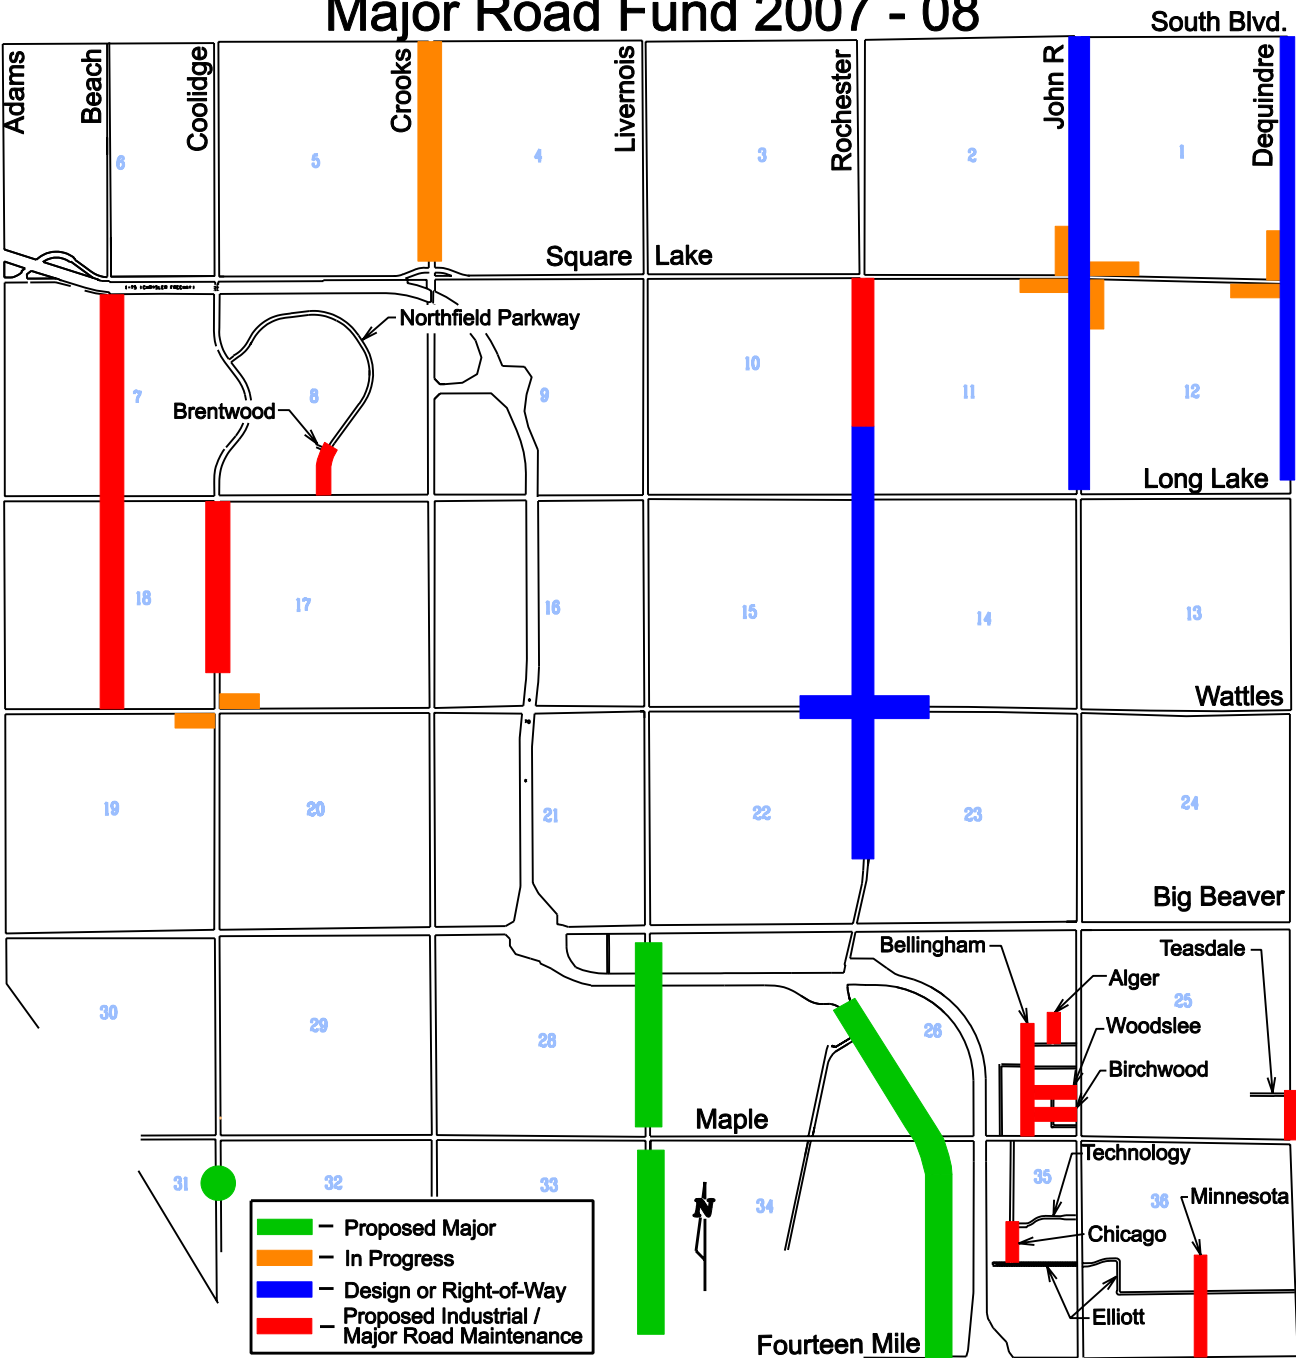 Major Road Fund 2007 - 08
South Blvd.
Adams
Beach
Coolidge
Crooks
Livernois
Rochester
John R
Dequindre
6
5
4
3
2
1
Square Lake
Northfield Parkway
7
8
9
10
11
12
Brentwood
Long Lake
18
17
16
15
14
13
Wattles
19
20
21
22
23
24
Big Beaver
Bellingham
Teasdale
Alger
30
29
28
26
25
Woodslee
Birchwood
Maple
Technology
31
32
33
34
35
36
Minnesota
N
Chicago
Elliott
Proposed Major
In Progress
Design or Right-of-Way
Proposed Industrial /
Major Road Maintenance
Fourteen Mile